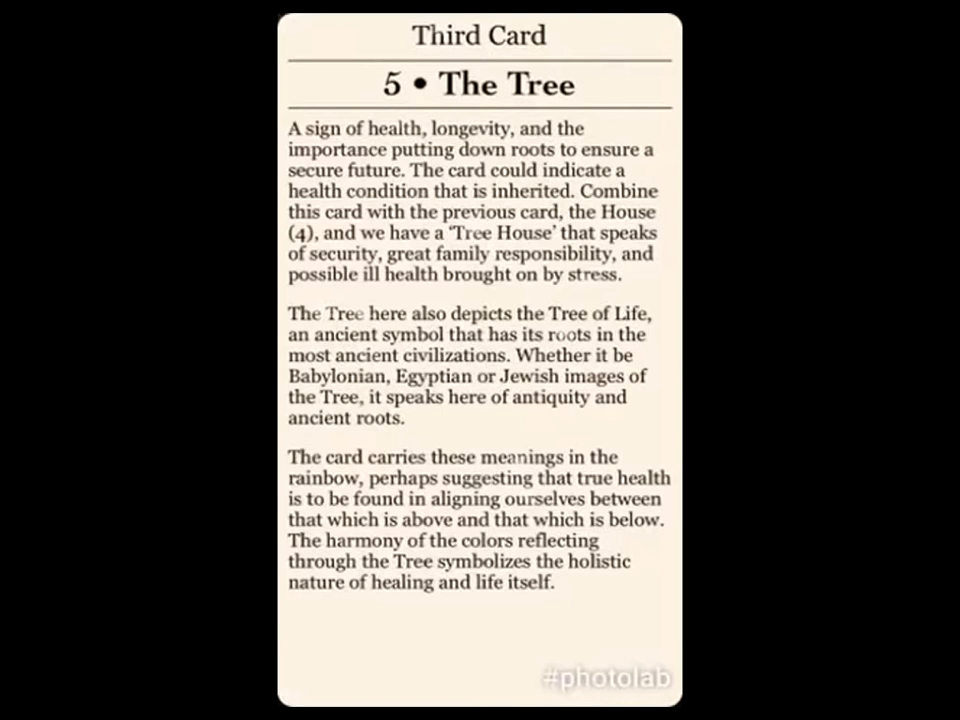 Third Card
5 • The Tree
A sign of health, longevity, and the
importance putting down roots to ensure a
secure future. The card could indicate a
health condition that is inherited. Combine
this card with the previous card, the House
(4), and we have a ‘Tree House’ that speaks
of security, great family responsibility, and
possible ill health brought on by stress.
The Tree here also depicts the Tree of Life,
an ancient symbol that has its roots in the
most ancient civilizations. Whether it be
Babylonian, Egyptian or Jewish images of
the Tree, it speaks here of antiquity and
ancient roots.
The card carries these meanings in the
rainbow, perhaps suggesting that true health
is to be found in aligning ourselves between
that which is above and that which is below.
The harmony of the colors reflecting
through the Tree symbolizes the holistic
nature of healing and life itself.
#photolab